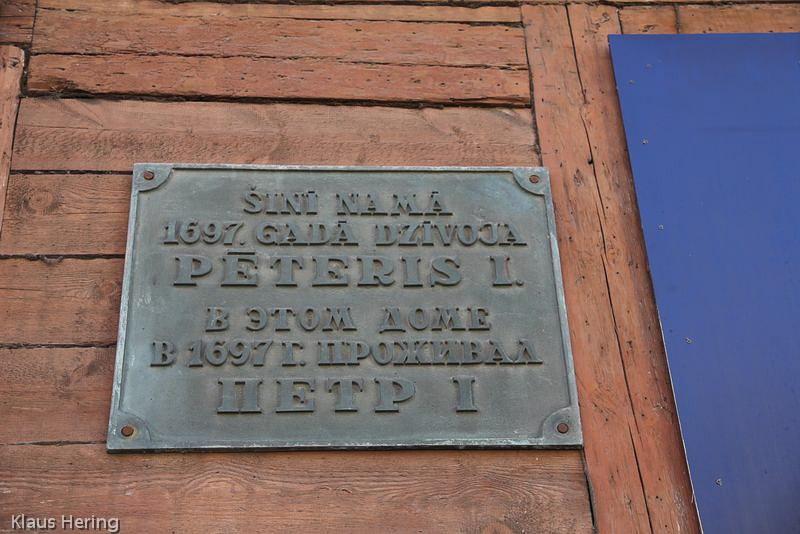 ŠINĪ NAMĀ
1697. GADĀ DZĪVOJA
PĒTERIS I.
В ЭТОМ ДОМЕ
В 1697 Г. ПРОЖИВАЛ
ПЕТР I
Klaus Hering